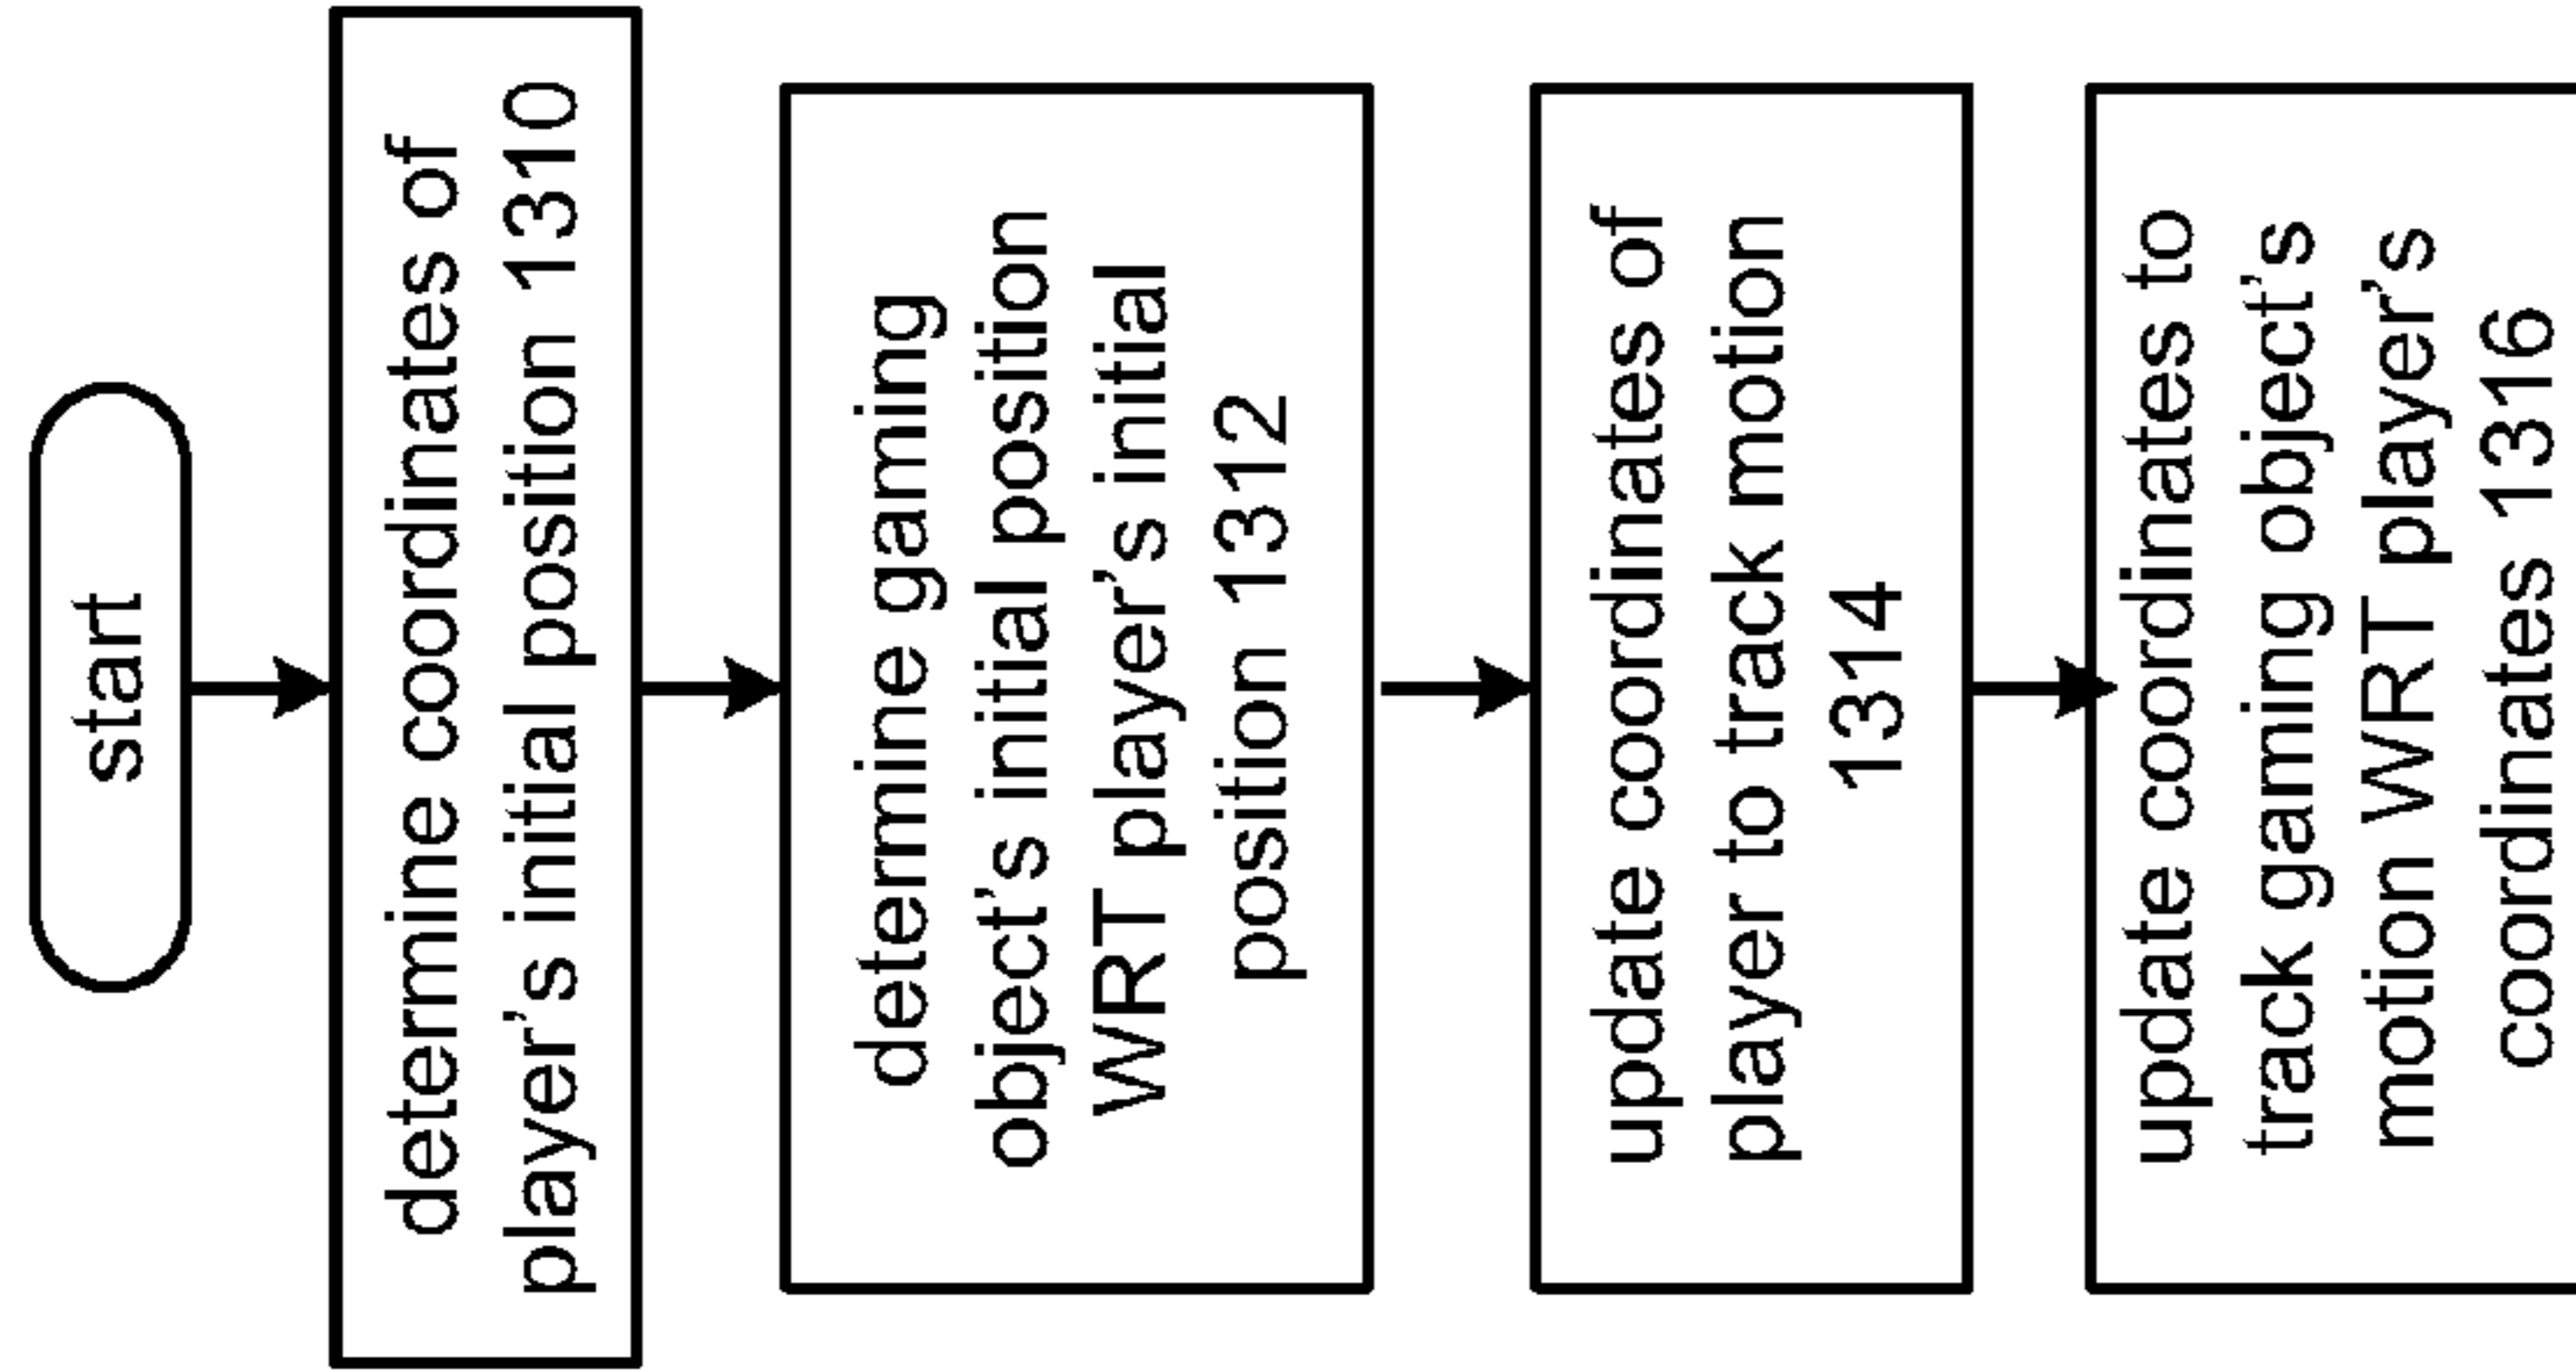 start
determine coordinates of
player's initial position 1310
determine gaming
object's initial position
WRT player's initial
position 1312
update coordinates of
player to track motion
1314
update coordinates to
track gaming object's
motion WRT player's
coordinates 1316